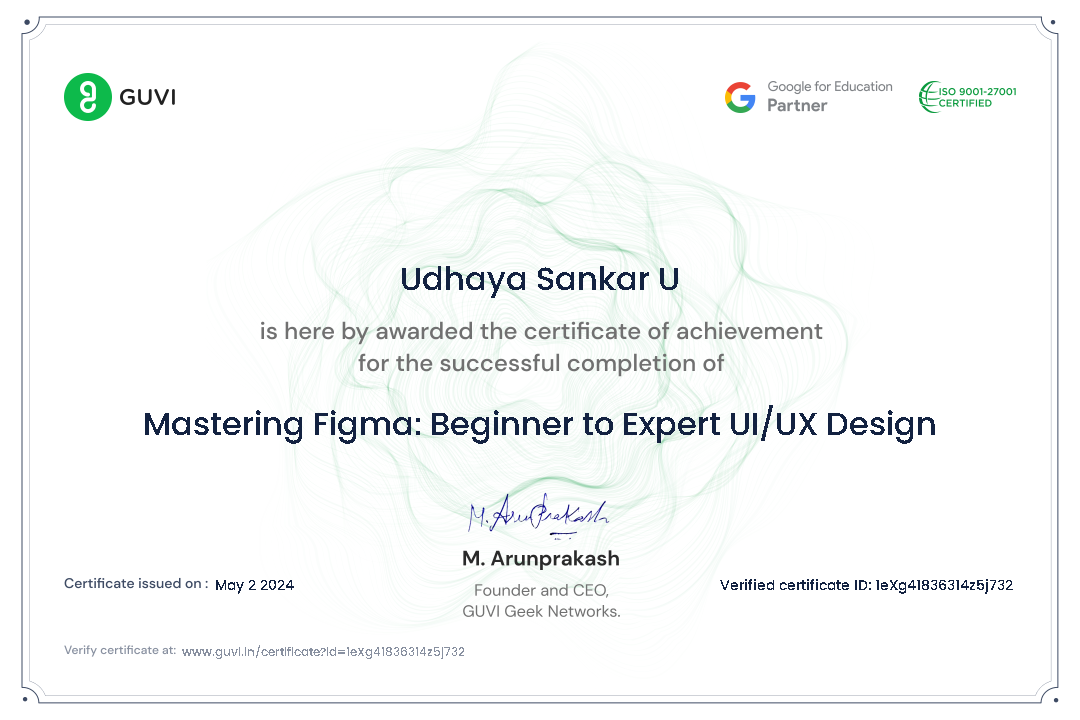 GUVI
Google for Education
Partner
ISO 9001-27001
CERTIFIED
Udhaya Sankar U
is here by awarded the certificate of achievement
for the successful completion of
Mastering Figma: Beginner to Expert UI/UX Design
M. Arunprakash
M. Arunprakash
Founder and CEO,
GUVI Geek Networks.
Certificate issued on : May 2 2024
Verified certificate ID: 1eXg41836314z5j732
Verify certificate at: www.guvi.in/certificate?id=1eXg41836314z5j732